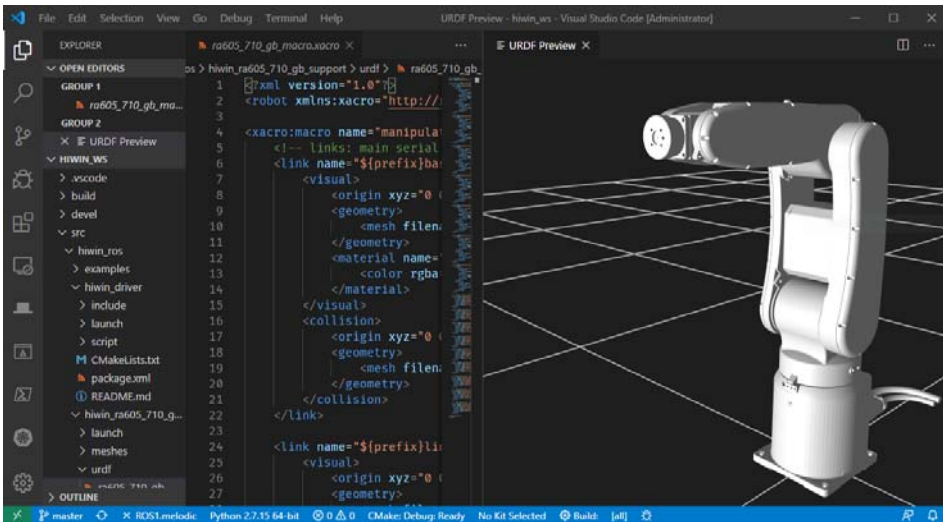 File Edit Selection View Go Debug Terminal Help URDF Preview - hiwin_ws - Visual Studio Code [Administrator]
EXPLORER
OPEN EDITORS
GROUP 1
ra605_710_gb_ma...
GROUP 2
URDF Preview
HIWIN_WS
.vscode
build
devel
src
hiwin_ros
examples
hiwin_driver
include
launch
script
CMakeLists.txt
package.xml
README.md
hiwin_ra605_710_g...
launch
meshes
urdf
OUTLINE
ra605_710_gb_macro.xacro
os > hiwin_ra605_710_gb_support > urdf > ra605_710_gb_
1 <?xml version="1.0"?>
2 <robot xmlns:xacro="http://
3
4 <xacro:macro name="manipula
5 <!-- links: main serial
6 <link name="${prefix}bas
7 <visual>
8 <origin xyz="0
9 <geometry>
10 <mesh filena
11 </geometry>
12 <material name="
13 <color rgba
14 </material>
15 </visual>
16 <collision>
17 <origin xyz="0
18 <geometry>
19 <mesh filena
20 </geometry>
21 </collision>
22 </link>
23
24 <link name="${prefix}li
25 <visual>
26 <origin xyz="0
27 <geometry>
URDF Preview
master ROS1.melodic Python 2.7.15 64-bit 0 0 CMake: Debug: Ready No Kit Selected Build: [all]